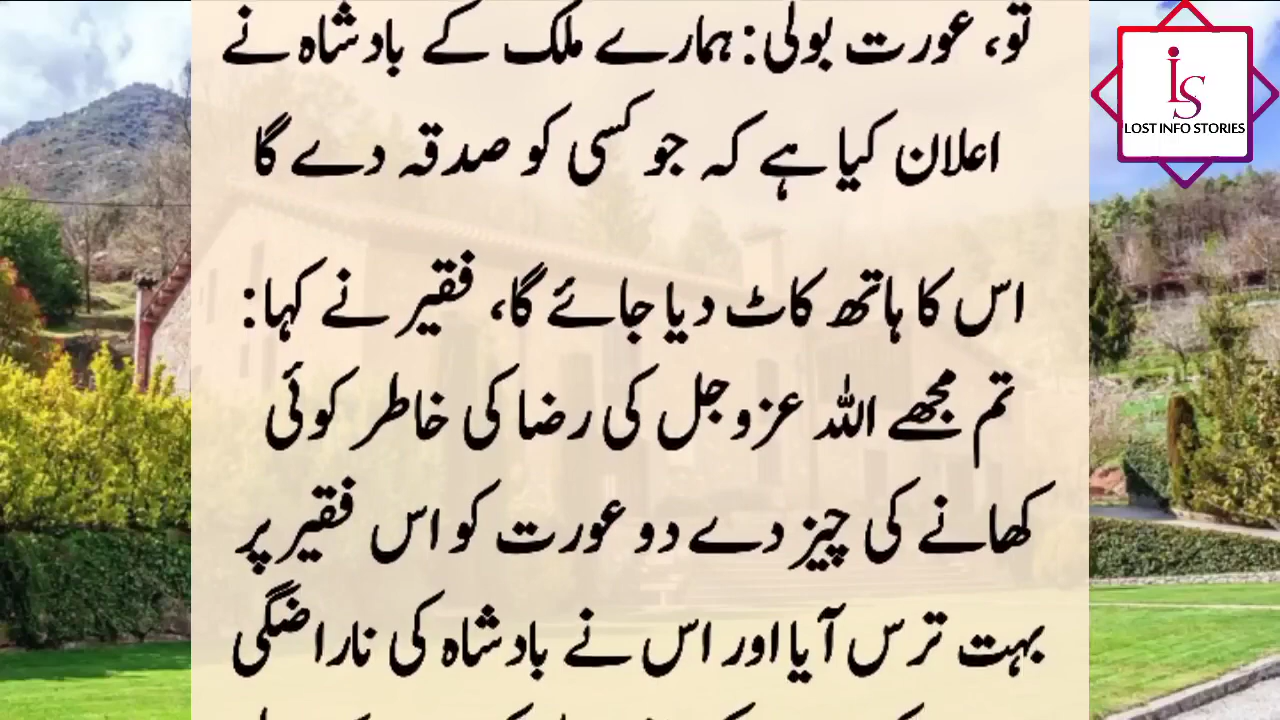 تو، عورت بولی: ہمارے ملک کے بادشاہ نے
اعلان کیا ہے کہ جو کسی کو صدقہ دے گا
اس کا ہاتھ کاٹ دیا جائے گا، فقیر نے کہا:
تم مجھے اللہ عزوجل کی رضا کی خاطر کوئی
کھانے کی چیز دے دو عورت کو اس فقیر پر
بہت ترس آیا اور اس نے بادشاہ کی ناراضگی
iS
LOST INFO STORIES